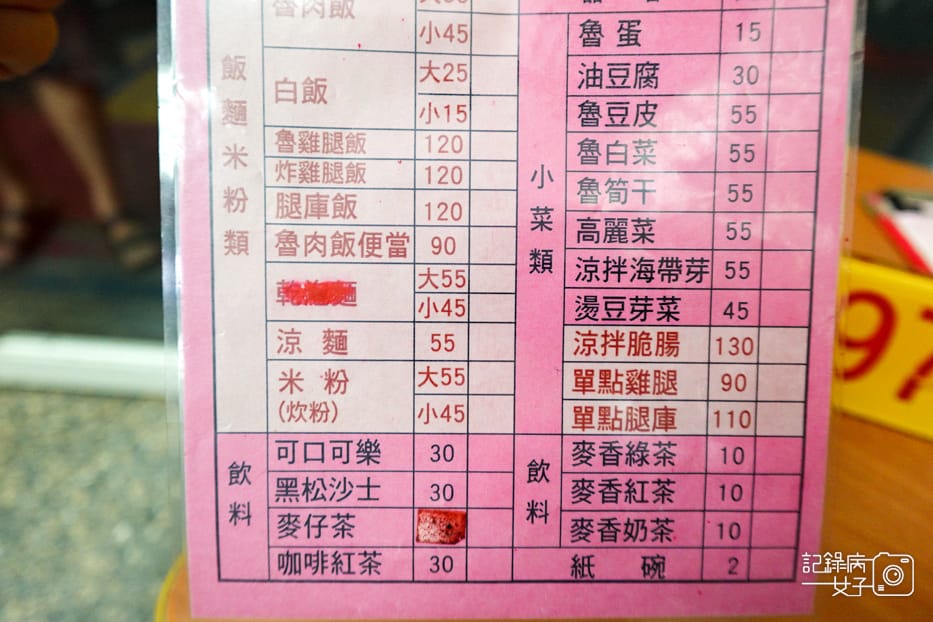 魯肉飯
小45
飯麵米粉類
白飯 大25
小15
魯雞腿飯 120
炸雞腿飯 120
腿庫飯 120
魯肉飯便當 90
大55
小45
涼麵 55
米粉 大55
(炊粉) 小45
小菜類
魯蛋 15
油豆腐 30
魯豆皮 55
魯白菜 55
魯筍干 55
高麗菜 55
涼拌海帶芽 55
燙豆芽菜 45
涼拌脆腸 130
單點雞腿 90
單點腿庫 110
飲料
可口可樂 30
黑松沙士 30
麥仔茶
咖啡紅茶 30
飲料
麥香綠茶 10
麥香紅茶 10
麥香奶茶 10
紙碗 2
97
記錄病
女子